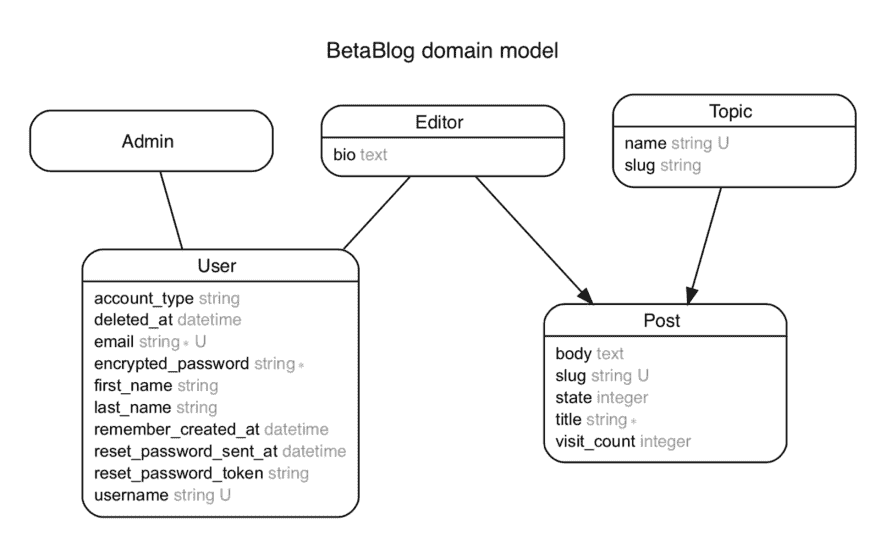 BetaBlog domain model
Admin
Editor
bio text
Topic
name string U
slug string
User
account_type string
deleted_at datetime
email string* U
encrypted_password string*
first_name string
last_name string
remember_created_at datetime
reset_password_sent_at datetime
reset_password_token string
username string U
Post
body text
slug string U
state integer
title string*
visit_count integer